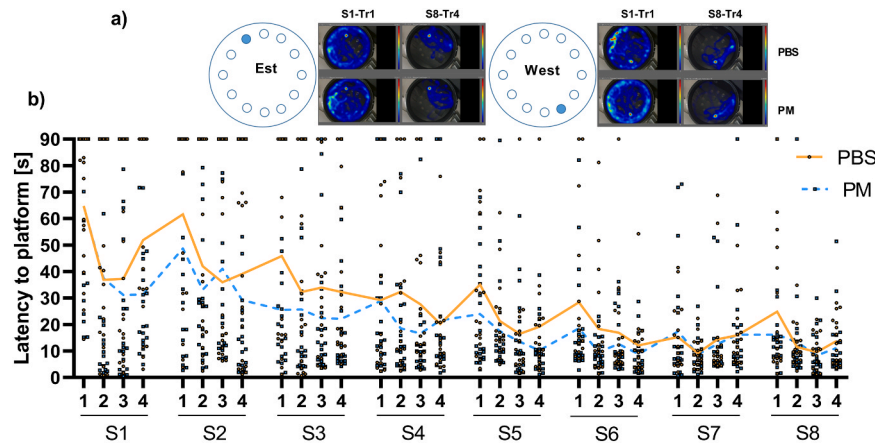 a)
S1-Tr1 S8-Tr4 S1-Tr1 S8-Tr4
Est West PBS
PM
b)
Latency to platform [s]
90
80
70
60
50
40
30
20
10
0
PBS
PM
1 2 3 4 1 2 3 4 1 2 3 4 1 2 3 4 1 2 3 4 1 2 3 4 1 2 3 4 1 2 3 4
S1 S2 S3 S4 S5 S6 S7 S8